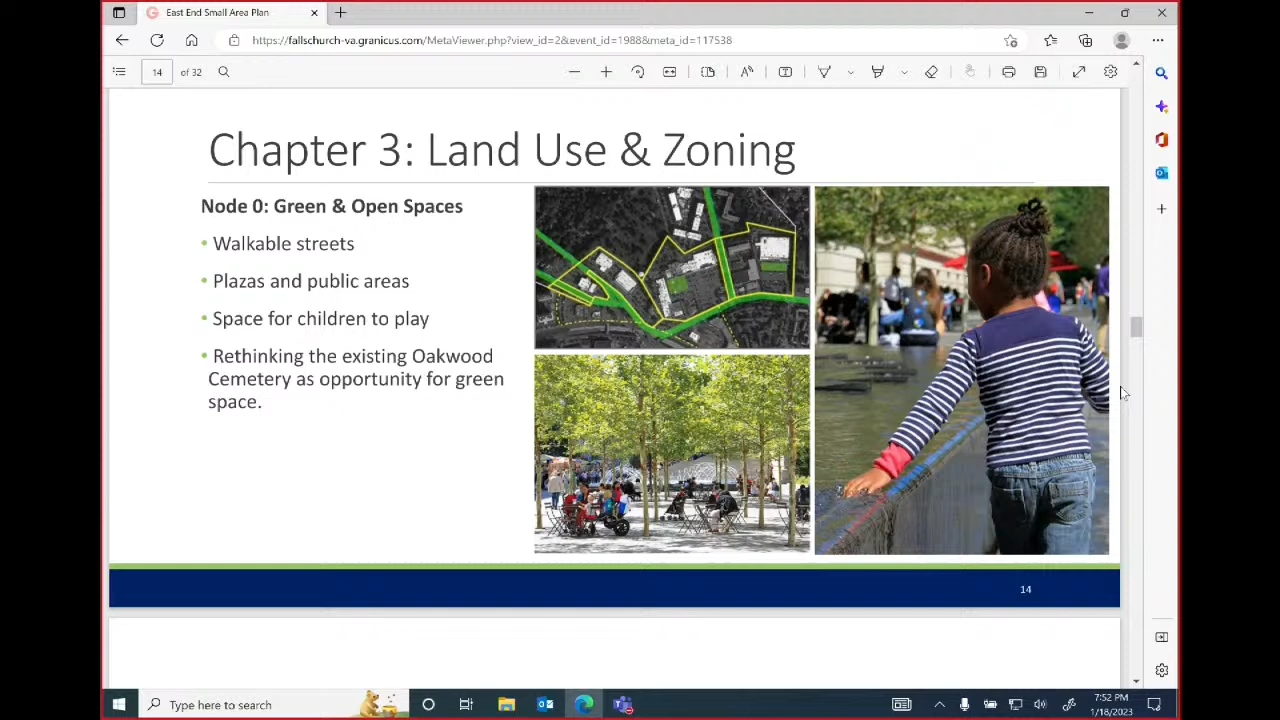 East End Small Area Plan
https://fallschurch-va.granicus.com/MetaViewer.php?view_id=2&event_id=1988&meta_id=117538
14 of 32
Chapter 3: Land Use & Zoning
Node 0: Green & Open Spaces
• Walkable streets
• Plazas and public areas
• Space for children to play
• Rethinking the existing Oakwood
Cemetery as opportunity for green
space.
14
Type here to search
7:52 PM
1/18/2023